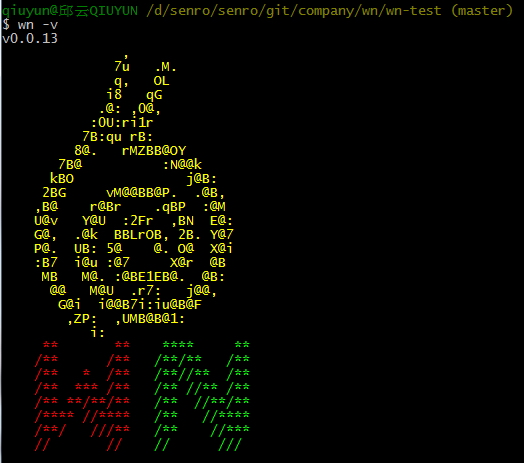 qiuyun@邱云QIUYUN /d/senro/senro/git/company/wn/wn-test (master)
$ wn -v
v0.0.13
,
7u .M.
q, OL
i8 qG
.@: ,O@,
:OU:ri1r
7B:qu rB:
8@. rMZBB@OY
7B@ :N@@k
kBO j@B:
2BG vM@@BB@P. .@B,
,B@ r@Br .qBP :@M
U@v Y@U :2Fr ,BN E@:
G@, .@k BBLrOB, 2B. Y@7
P@. UB: 5@ @. O@ X@i
:B7 i@u :@7 X@r @B
MB M@. :@BE1EB@. @B:
@@ M@U .r7: j@@,
G@i i@@B7i:iu@B@F
,ZP: ,UMB@B@1:
i:
** ** **** **
/** /** /**/** /**
/** * /** /**//** /**
/** *** /** /** //** /**
/** **/**/** /** //**/**
/**** //**** /** //****
/**/ ///** /** //***
// // // ///